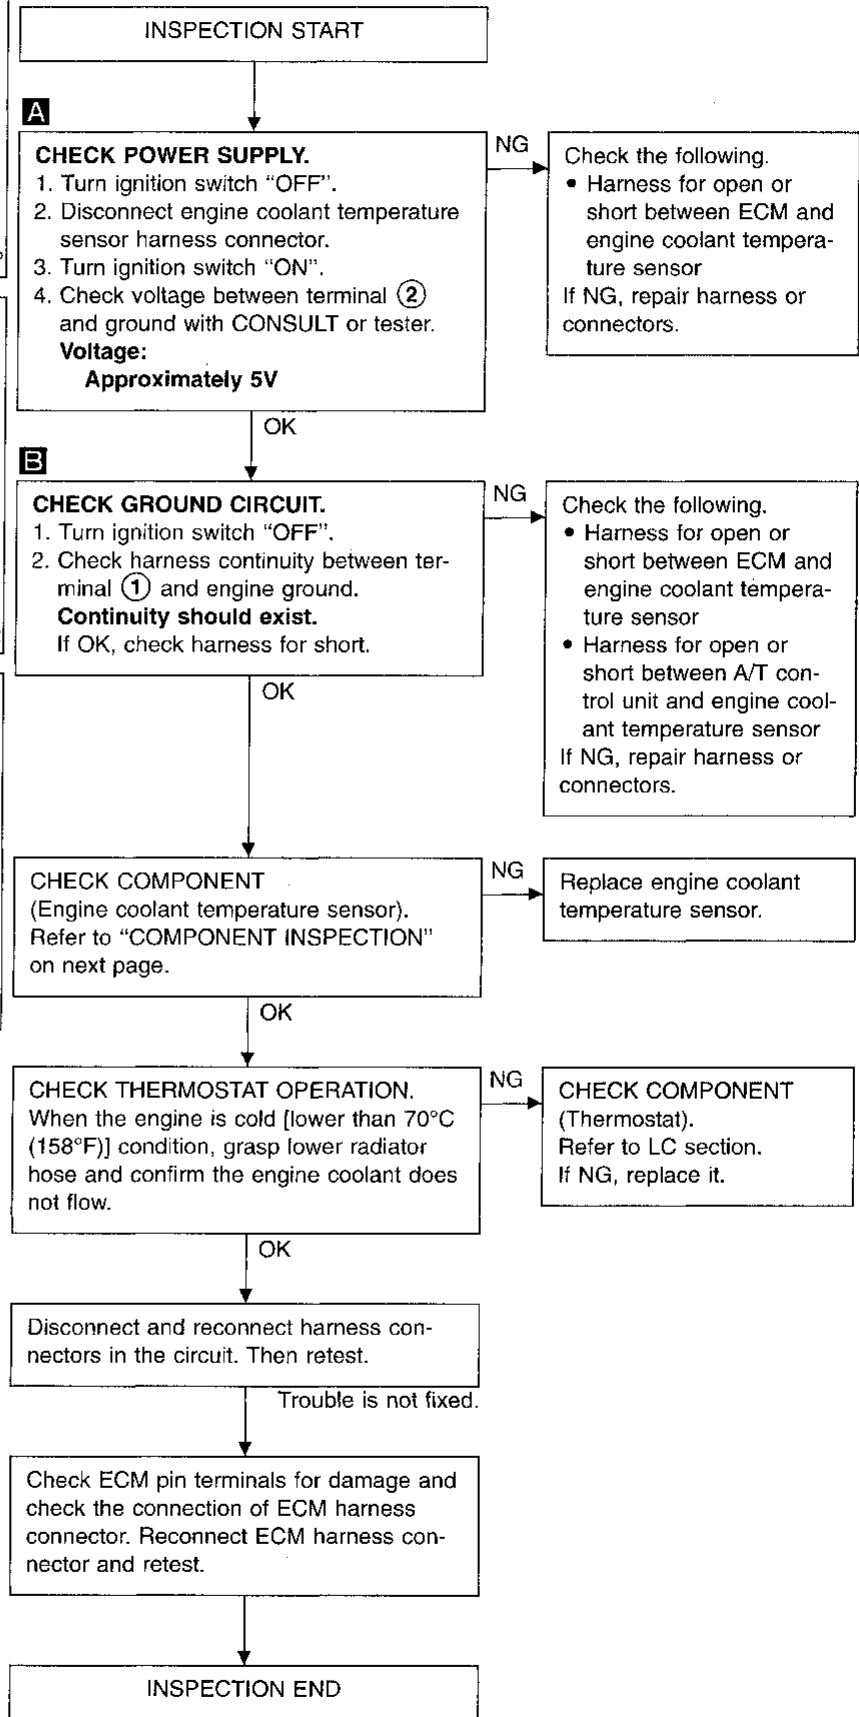 INSPECTION START
A
CHECK POWER SUPPLY.
1. Turn ignition switch “OFF”.
2. Disconnect engine coolant temperature
sensor harness connector.
3. Turn ignition switch “ON”.
4. Check voltage between terminal ②
and ground with CONSULT or tester.
Voltage:
Approximately 5V
NG
Check the following.
• Harness for open or
short between ECM and
engine coolant tempera-
ture sensor
If NG, repair harness or
connectors.
OK
B
CHECK GROUND CIRCUIT.
1. Turn ignition switch “OFF”.
2. Check harness continuity between ter-
minal ① and engine ground.
Continuity should exist.
If OK, check harness for short.
NG
Check the following.
• Harness for open or
short between ECM and
engine coolant tempera-
ture sensor
• Harness for open or
short between A/T con-
trol unit and engine cool-
ant temperature sensor
If NG, repair harness or
connectors.
OK
CHECK COMPONENT
(Engine coolant temperature sensor).
Refer to “COMPONENT INSPECTION”
on next page.
NG
Replace engine coolant
temperature sensor.
OK
CHECK THERMOSTAT OPERATION.
When the engine is cold [lower than 70°C
(158°F)] condition, grasp lower radiator
hose and confirm the engine coolant does
not flow.
NG
CHECK COMPONENT
(Thermostat).
Refer to LC section.
If NG, replace it.
OK
Disconnect and reconnect harness con-
nectors in the circuit. Then retest.
Trouble is not fixed.
Check ECM pin terminals for damage and
check the connection of ECM harness
connector. Reconnect ECM harness con-
nector and retest.
INSPECTION END